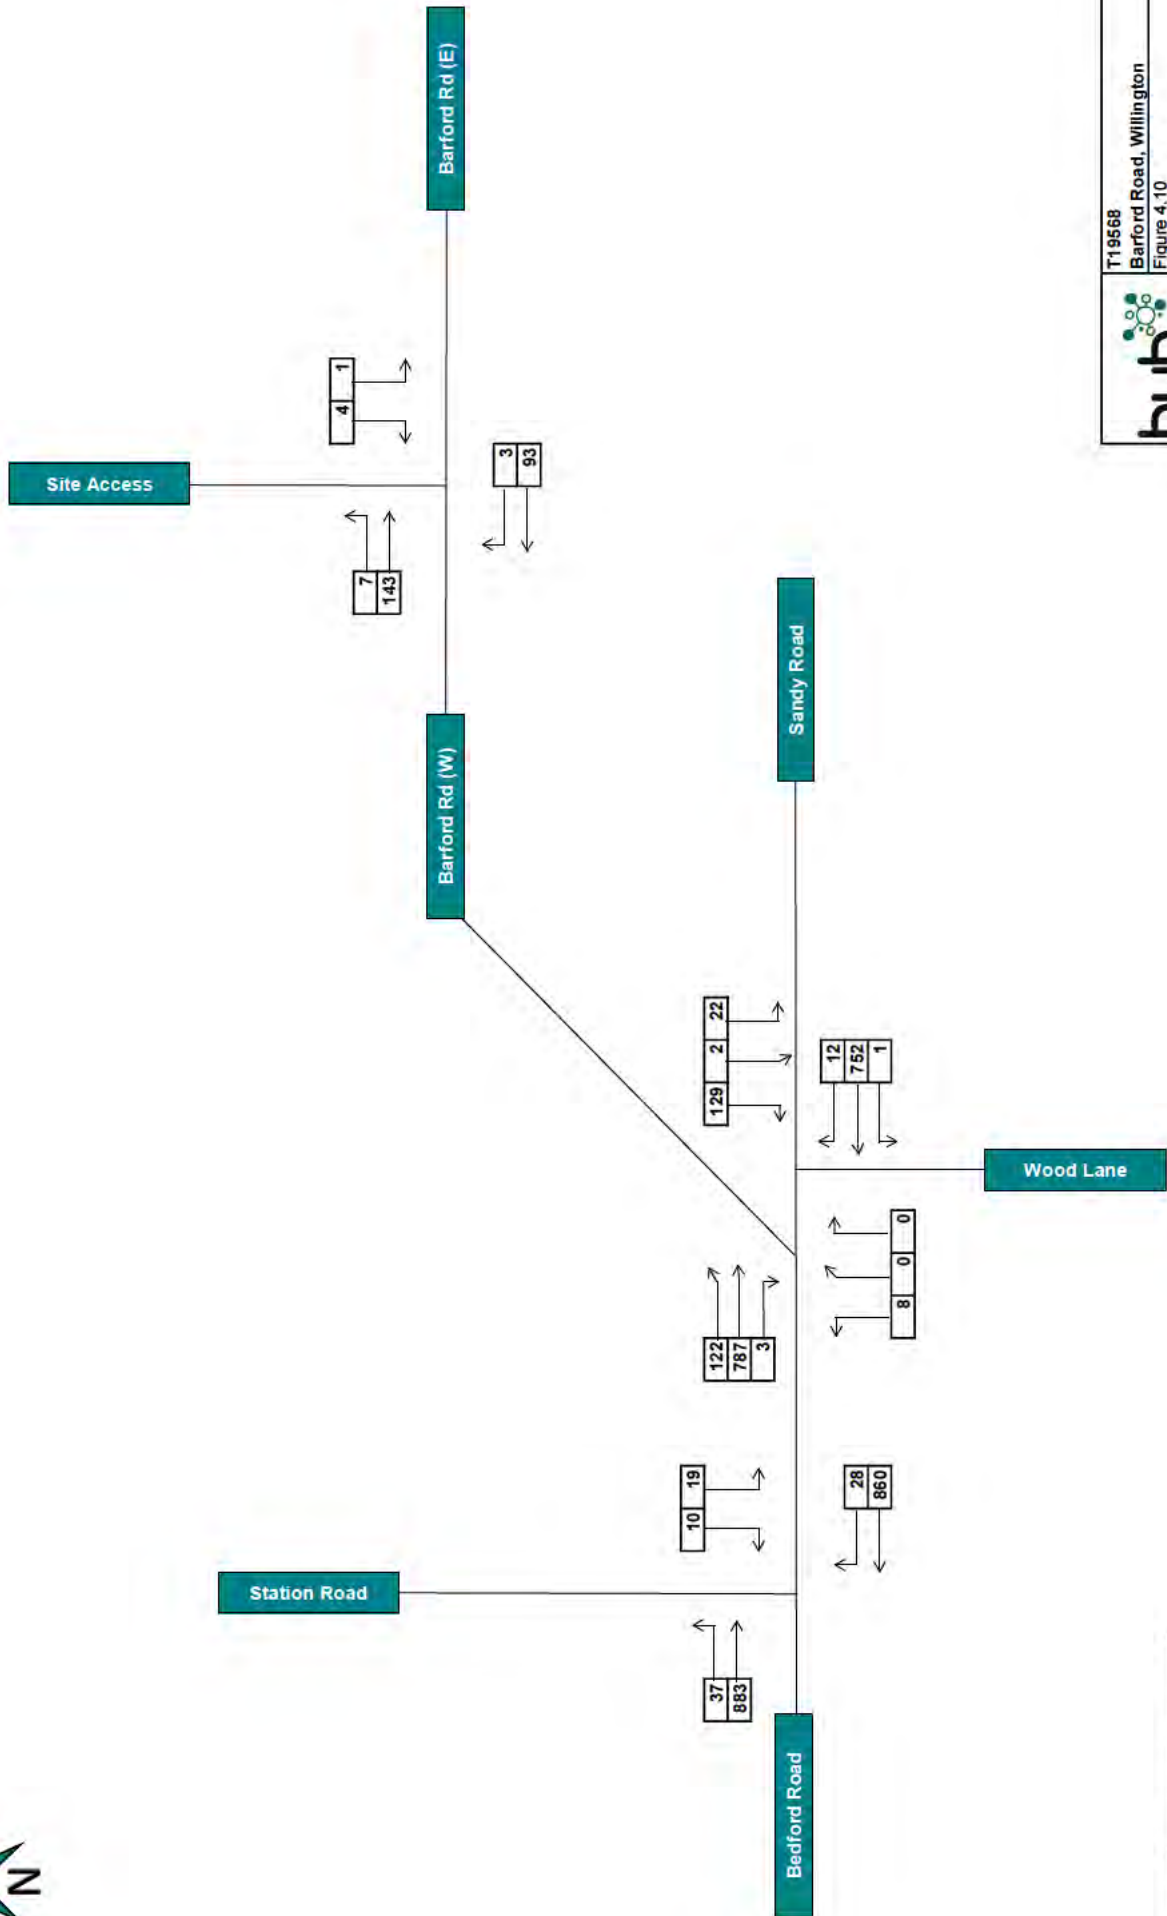 Barford Rd (E)
T19568
Barford Road, Willington
Figure 4.10
hub
4 1
Site Access
3
93
7
143
Sandy Road
Barford Rd (W)
129 2 22
12
752
1
Wood Lane
8 0 0
122
787
3
10 19
28
860
Station Road
37
883
Bedford Road
N